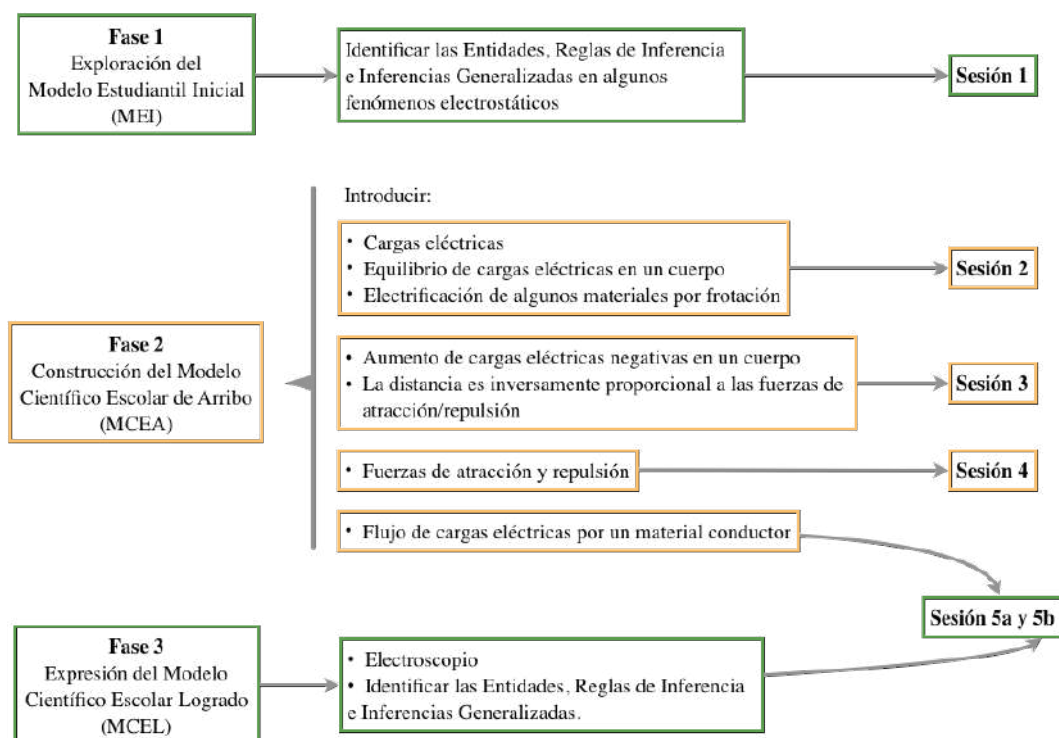 Fase 1
Exploración del
Modelo Estudiantil Inicial
(MEI)
Identificar las Entidades, Reglas de Inferencia
e Inferencias Generalizadas en algunos
fenómenos electrostáticos
Sesión 1
Fase 2
Construcción del Modelo
Científico Escolar de Arribo
(MCEA)
Introducir:
• Cargas eléctricas
• Equilibrio de cargas eléctricas en un cuerpo
• Electrificación de algunos materiales por frotación
Sesión 2
• Aumento de cargas eléctricas negativas en un cuerpo
• La distancia es inversamente proporcional a las fuerzas de
atracción/repulsión
Sesión 3
• Fuerzas de atracción y repulsión
Sesión 4
• Flujo de cargas eléctricas por un material conductor
Sesión 5a y 5b
Fase 3
Expresión del Modelo
Científico Escolar Logrado
(MCEL)
• Electroscopio
• Identificar las Entidades, Reglas de Inferencia
e Inferencias Generalizadas.